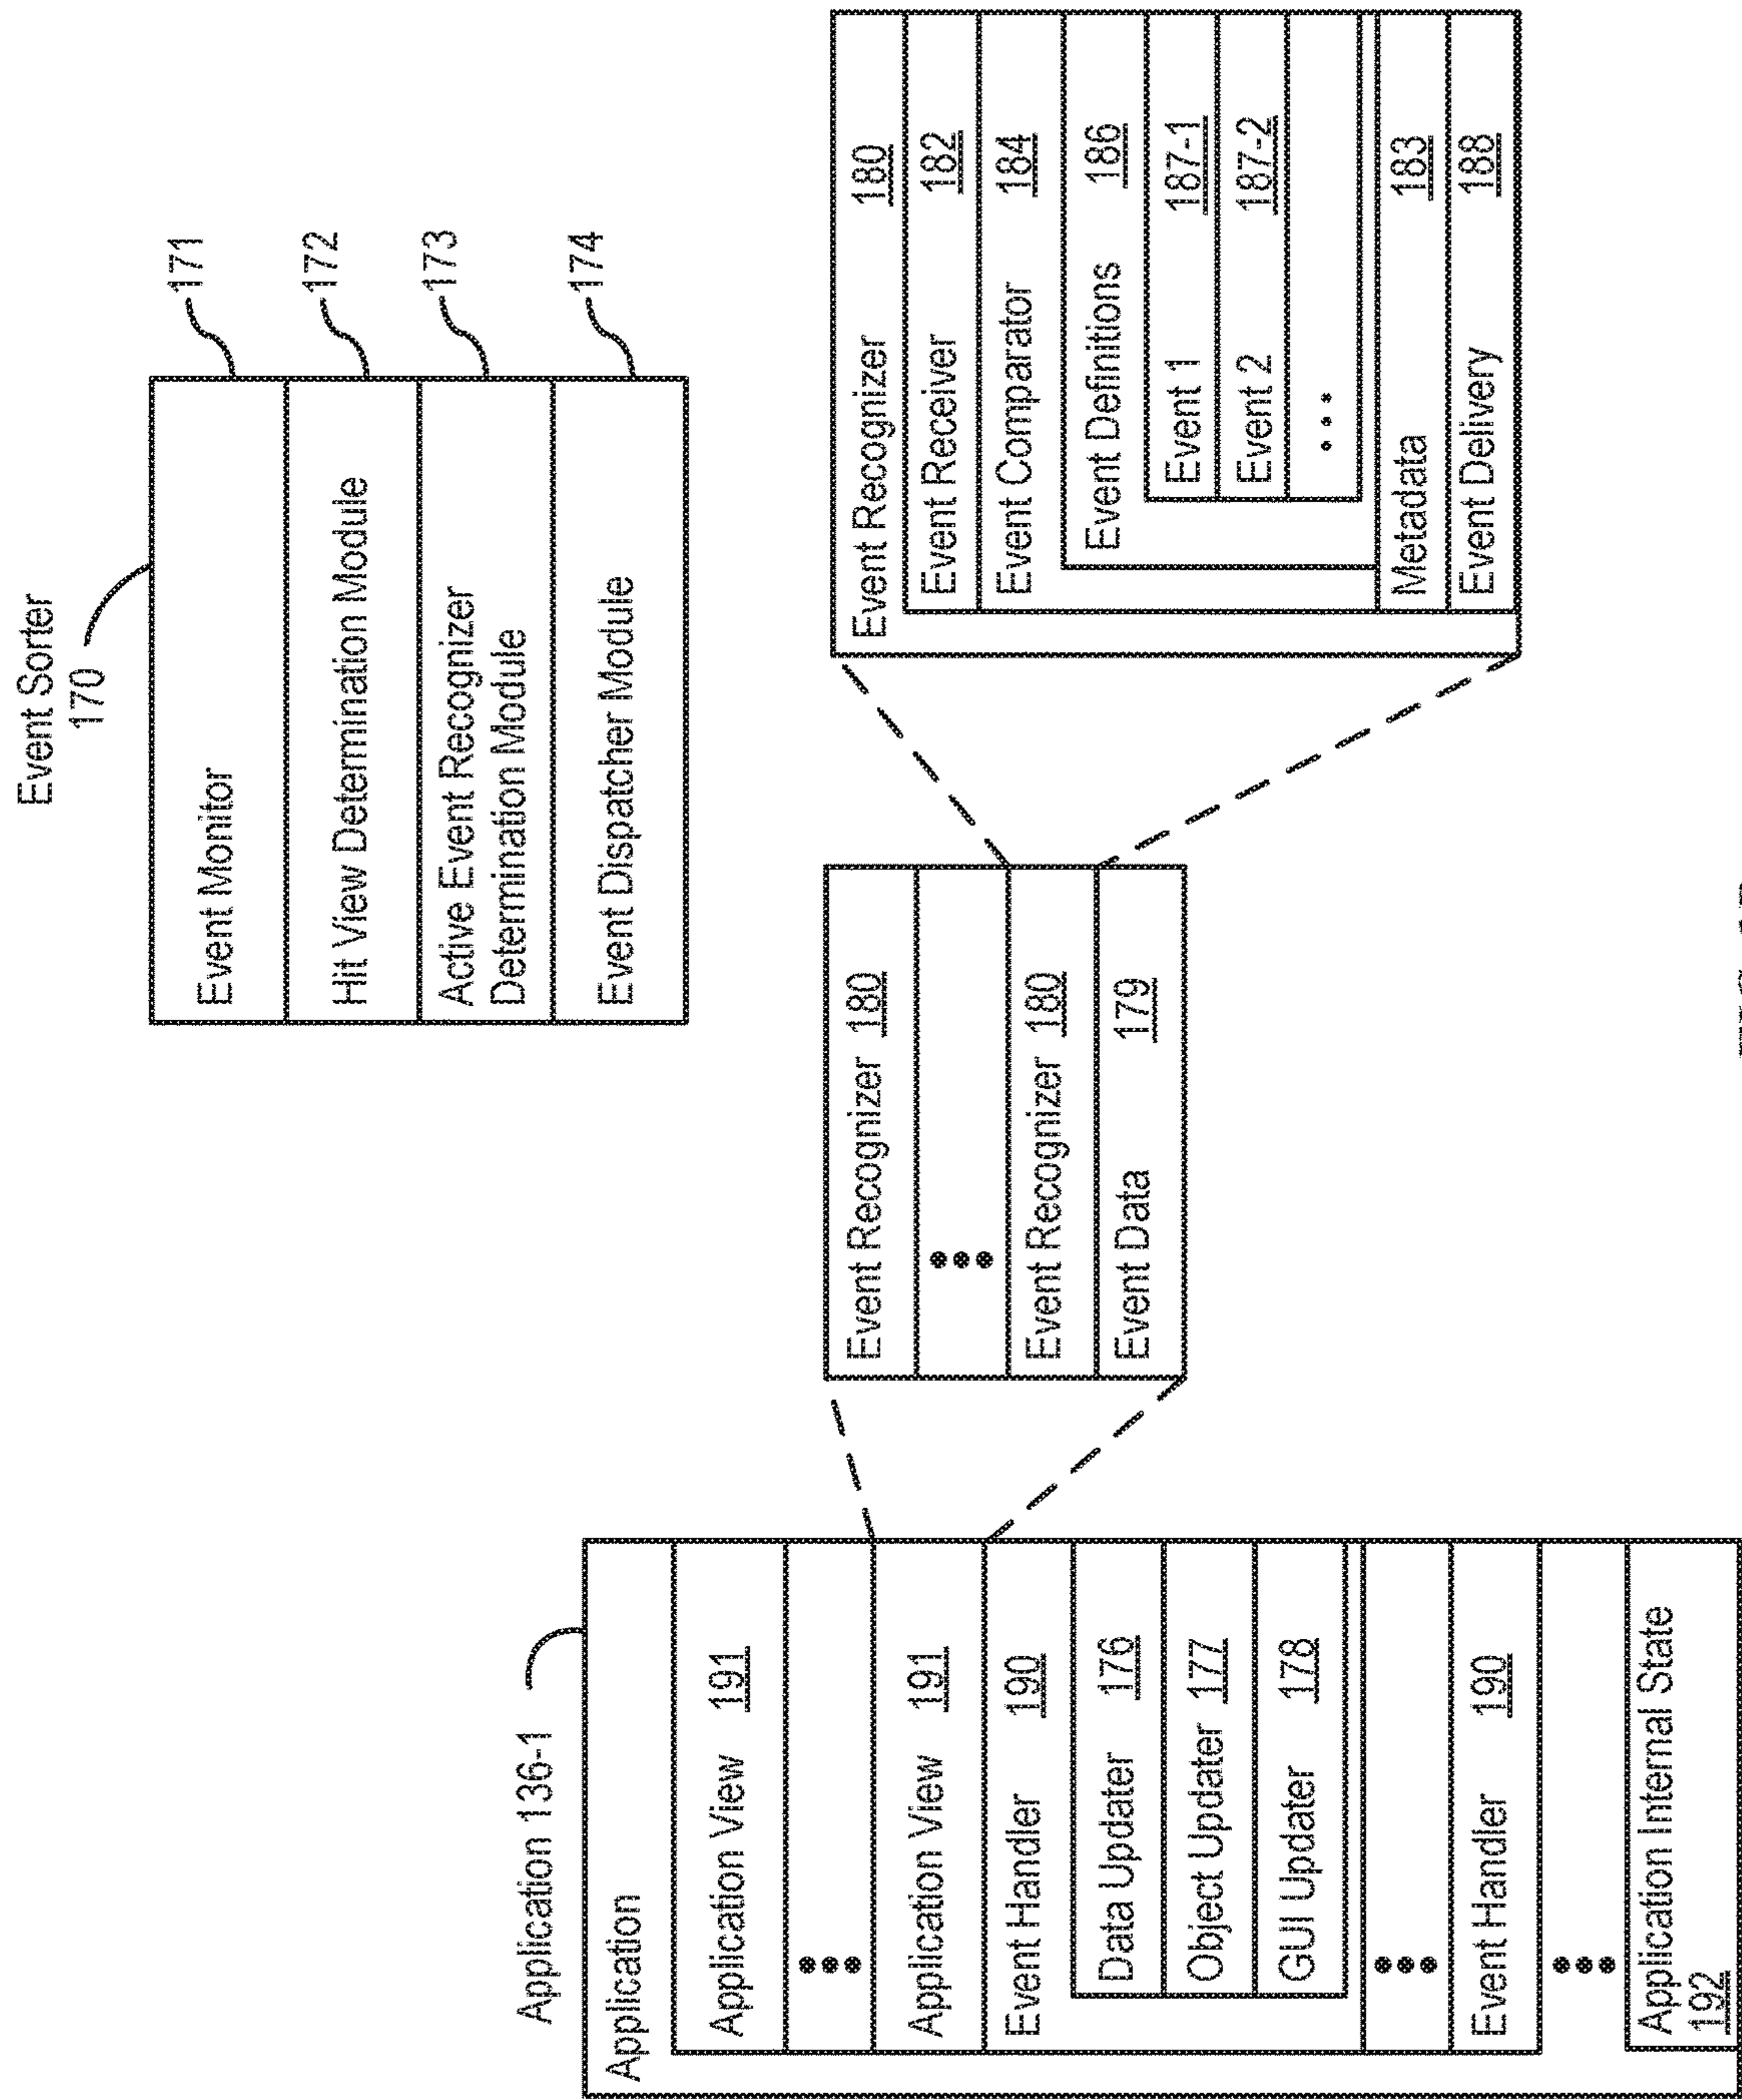 Event Sorter
170
Event Monitor 171
Hit View Determination Module 172
Active Event Recognizer 173
Determination Module
Event Dispatcher Module 174
Application 136-1
Application
Application View 191
•••
Application View 191
Event Handler 190
Data Updater 176
Object Updater 177
GUI Updater 178
•••
Event Handler 190
•••
Application Internal State
192
Event Recognizer 180
•••
Event Recognizer 180
Event Data 179
Event Recognizer 180
Event Receiver 182
Event Comparator 184
Event Definitions 186
Event 1 187-1
Event 2 187-2
•••
Metadata 183
Event Delivery 188